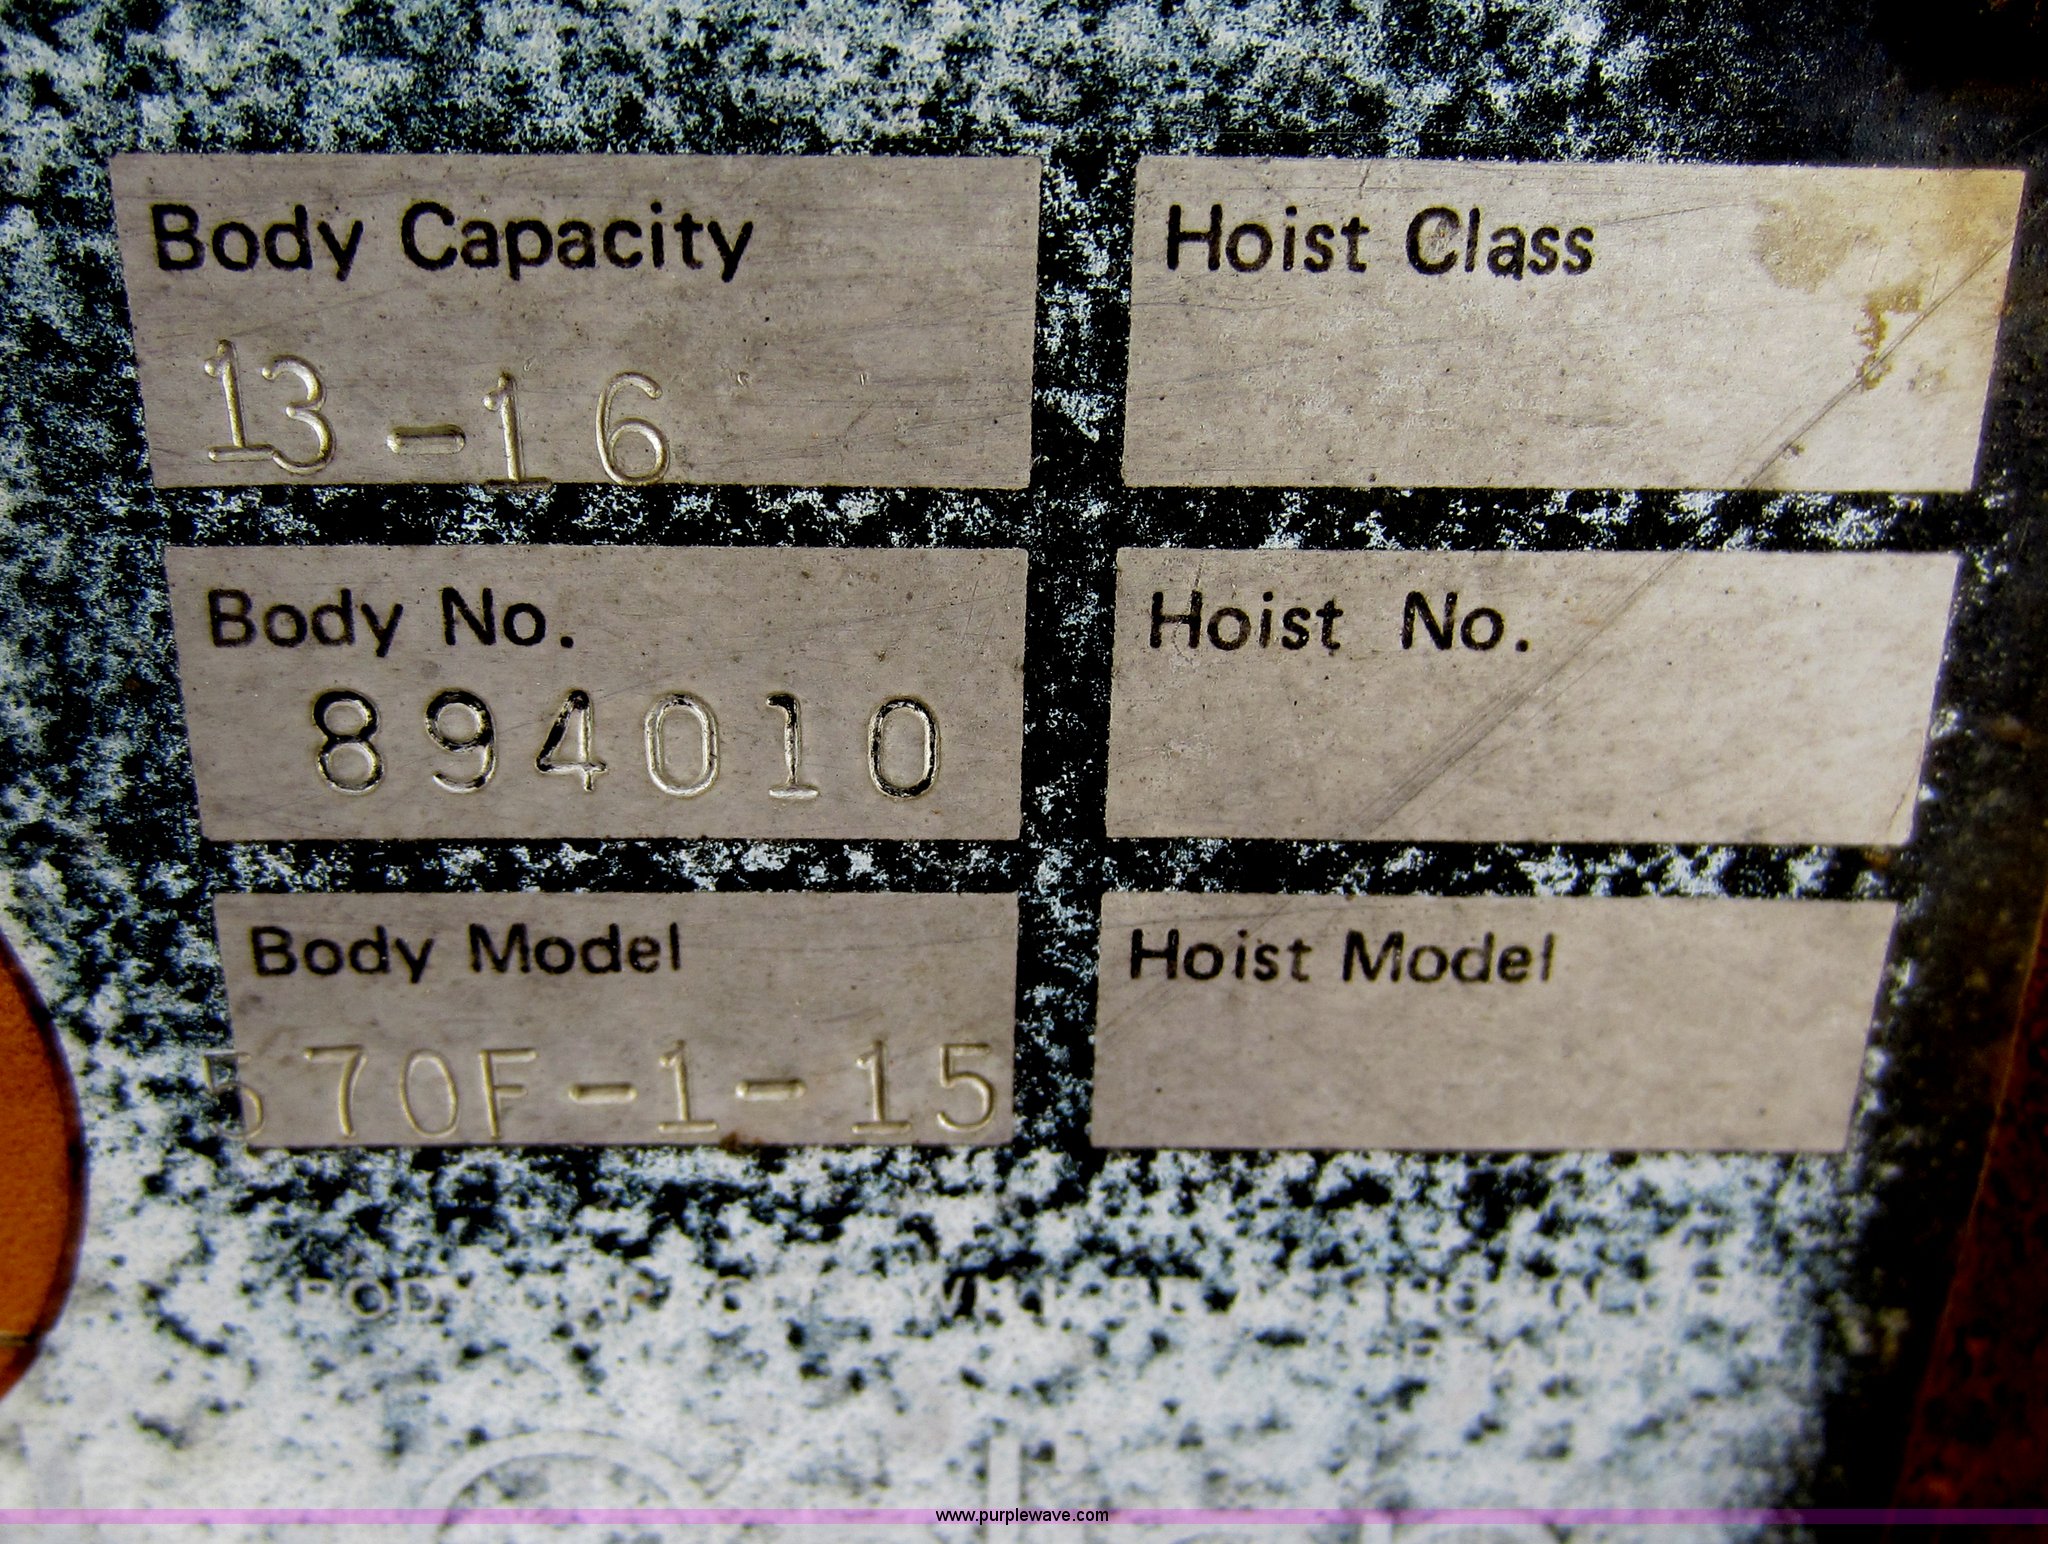 Body Capacity
13-16
Hoist Class
Body No.
894010
Hoist No.
Body Model
570F-1-15
Hoist Model
www.purplewave.com